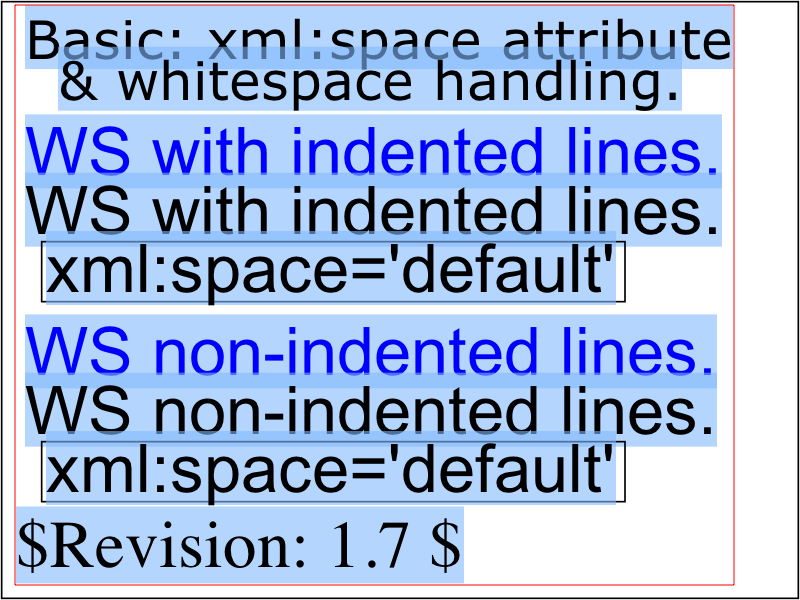 Basic: xml:space attribute
& whitespace handling.
WS with indented lines.
WS with indented lines.
xml:space='default'
WS non-indented lines.
WS non-indented lines.
xml:space='default'
$Revision: 1.7 $